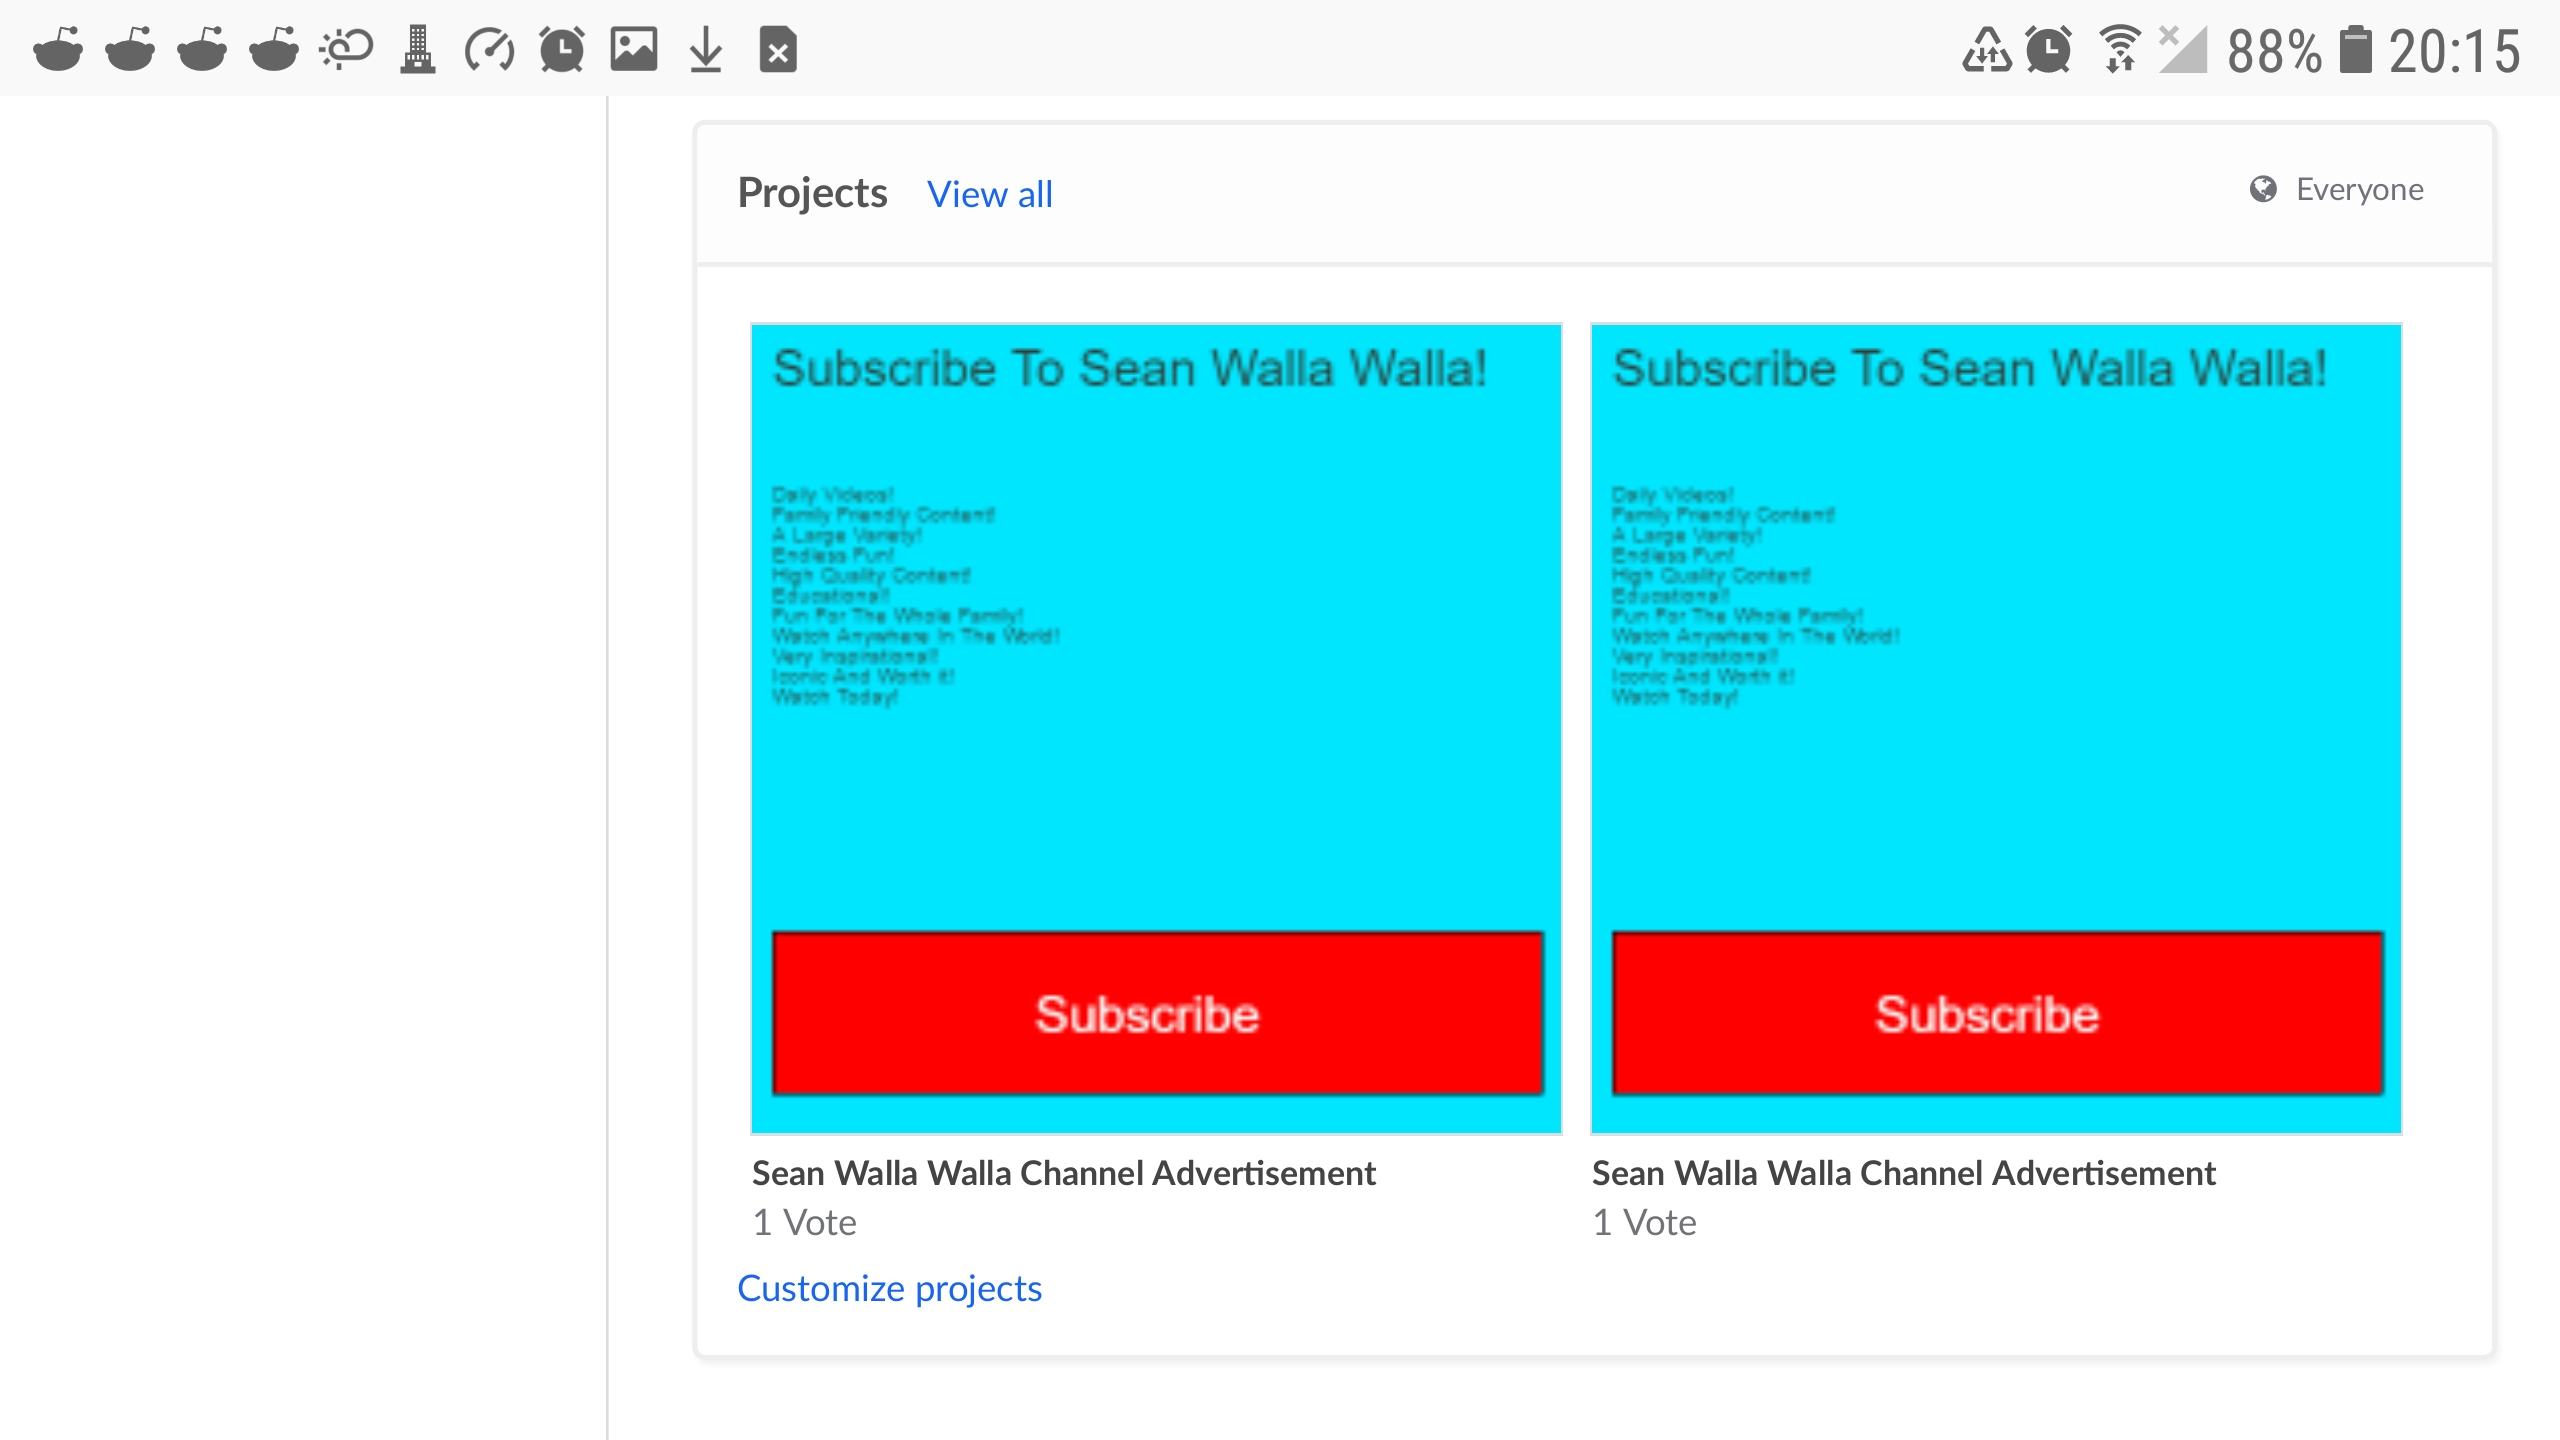 88% 20:15
Projects View all Everyone
Subscribe To Sean Walla Walla!
Daily Videos!
Family Friendly Content!
A Large Variety!
Endless Fun!
High Quality Content!
Educational!
Fun For The Whole Family!
Watch Anywhere In The World!
Very Inspirational!
Iconic And Worth it!
Watch Today!
Subscribe
Sean Walla Walla Channel Advertisement
1 Vote
Subscribe To Sean Walla Walla!
Daily Videos!
Family Friendly Content!
A Large Variety!
Endless Fun!
High Quality Content!
Educational!
Fun For The Whole Family!
Watch Anywhere In The World!
Very Inspirational!
Iconic And Worth it!
Watch Today!
Subscribe
Sean Walla Walla Channel Advertisement
1 Vote
Customize projects